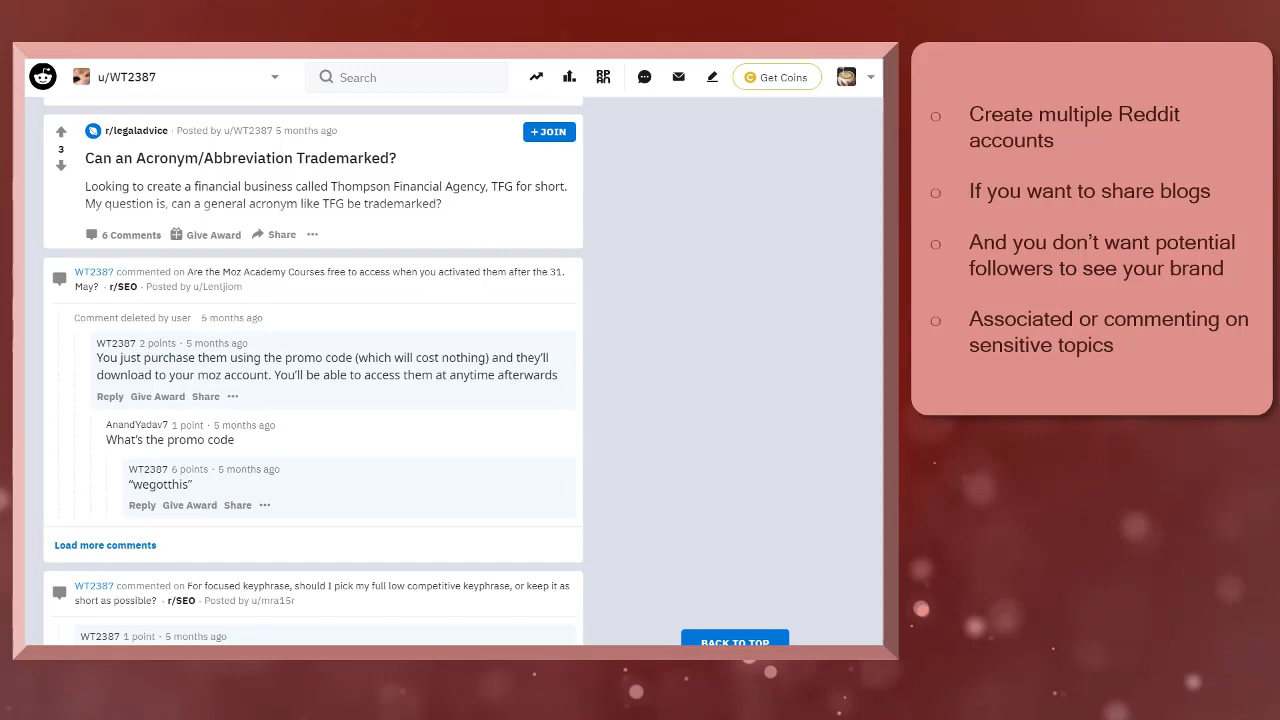 u/WT2387
Search
Get Coins
r/legaladvice · Posted by u/WT2387 5 months ago
+ JOIN
3
Can an Acronym/Abbreviation Trademarked?
Looking to create a financial business called Thompson Financial Agency, TFG for short.
My question is, can a general acronym like TFG be trademarked?
6 Comments Give Award Share ···
WT2387 commented on Are the Moz Academy Courses free to access when you activated them after the 31.
May? · r/SEO · Posted by u/Lentjiom
Comment deleted by user 5 months ago
WT2387 2 points · 5 months ago
You just purchase them using the promo code (which will cost nothing) and they’ll
download to your moz account. You’ll be able to access them at anytime afterwards
Reply Give Award Share ···
AnandYadav7 1 point · 5 months ago
What’s the promo code
WT2387 6 points · 5 months ago
“wegotthis”
Reply Give Award Share ···
Load more comments
WT2387 commented on For focused keyphrase, should I pick my full low competitive keyphrase, or keep it as
short as possible? · r/SEO · Posted by u/mra15r
WT2387 1 point · 5 months ago
BACK TO TOP
Create multiple Reddit
accounts
If you want to share blogs
And you don’t want potential
followers to see your brand
Associated or commenting on
sensitive topics